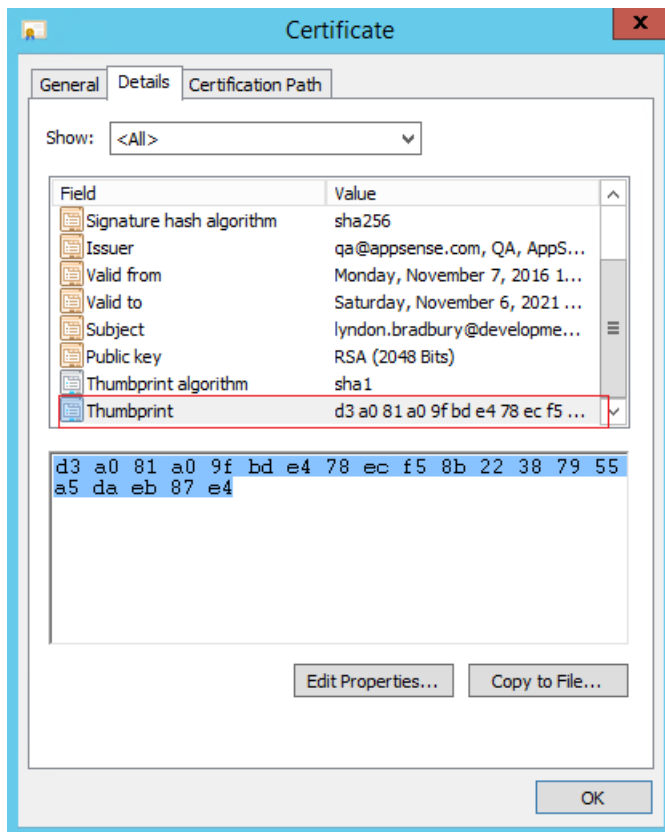 Certificate
x
General Details Certification Path
Show: <All>
Field Value
Signature hash algorithm sha256
Issuer qa@appsense.com, QA, AppS...
Valid from Monday, November 7, 2016 1...
Valid to Saturday, November 6, 2021 ...
Subject lyndon.bradbury@developme...
Public key RSA (2048 Bits)
Thumbprint algorithm sha1
Thumbprint d3 a0 81 a0 9f bd e4 78 ec f5 ...
d3 a0 81 a0 9f bd e4 78 ec f5 8b 22 38 79 55
a5 da eb 87 e4
Edit Properties... Copy to File...
OK